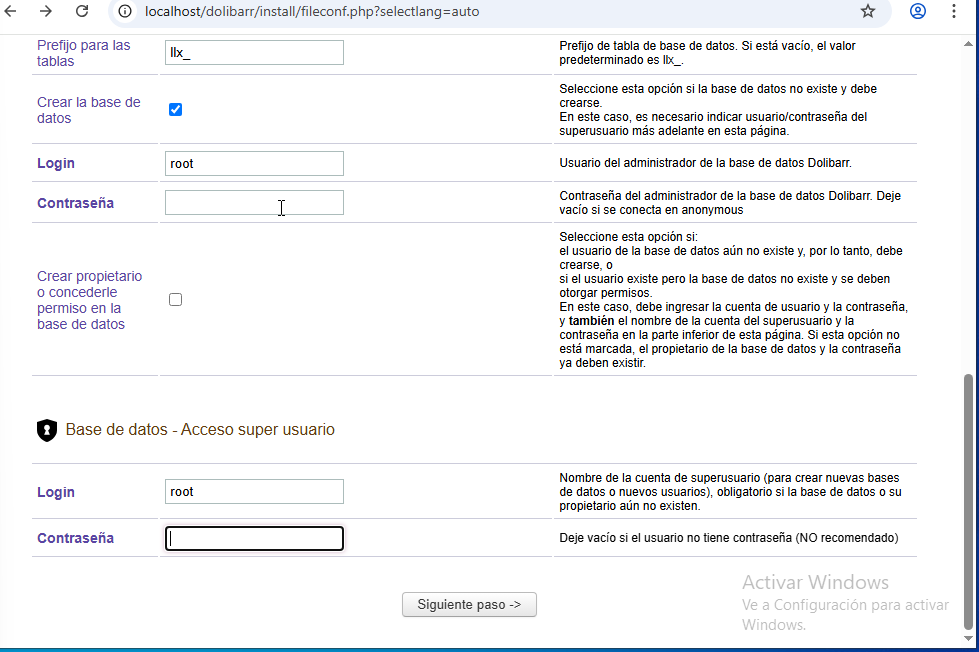 localhost/dolibarr/install/fileconf.php?selectlang=auto
Prefijo para las
tablas
llx_
Prefijo de tabla de base de datos. Si está vacío, el valor
predeterminado es llx_.
Crear la base de
datos
Seleccione esta opción si la base de datos no existe y debe
crearse.
En este caso, es necesario indicar usuario/contraseña del
superusuario más adelante en esta página.
Login
root
Usuario del administrador de la base de datos Dolibarr.
Contraseña
Contraseña del administrador de la base de datos Dolibarr. Deje
vacío si se conecta en anonymous
Crear propietario
o concederle
permiso en la
base de datos
Seleccione esta opción si:
el usuario de la base de datos aún no existe y, por lo tanto, debe
crearse, o
si el usuario existe pero la base de datos no existe y se deben
otorgar permisos.
En este caso, debe ingresar la cuenta de usuario y la contraseña,
y también el nombre de la cuenta del superusuario y la
contraseña en la parte inferior de esta página. Si esta opción no
está marcada, el propietario de la base de datos y la contraseña
ya deben existir.
Base de datos - Acceso super usuario
Login
root
Nombre de la cuenta de superusuario (para crear nuevas bases
de datos o nuevos usuarios), obligatorio si la base de datos o su
propietario aún no existen.
Contraseña
Deje vacío si el usuario no tiene contraseña (NO recomendado)
Siguiente paso ->
Activar Windows
Ve a Configuración para activar
Windows.